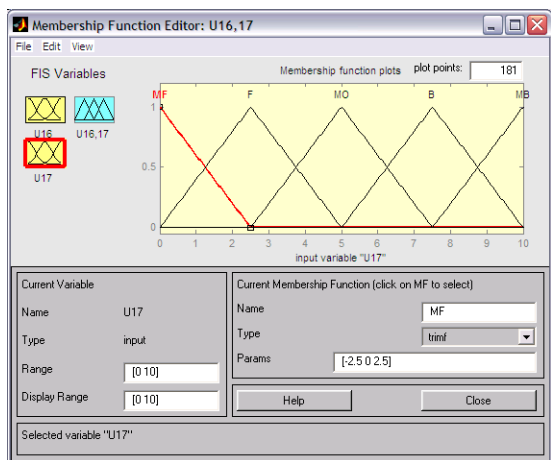 Membership Function Editor: U16,17
File Edit View
FIS Variables
Membership function plots plot points: 181
U16 U16,17
U17
MF F MO B MB
1
0.5
0
0 1 2 3 4 5 6 7 8 9 10
input variable "U17"
Current Variable
Name U17
Type input
Range [0 10]
Display Range [0 10]
Current Membership Function (click on MF to select)
Name MF
Type trimf
Params [-2.5 0 2.5]
Help Close
Selected variable "U17"